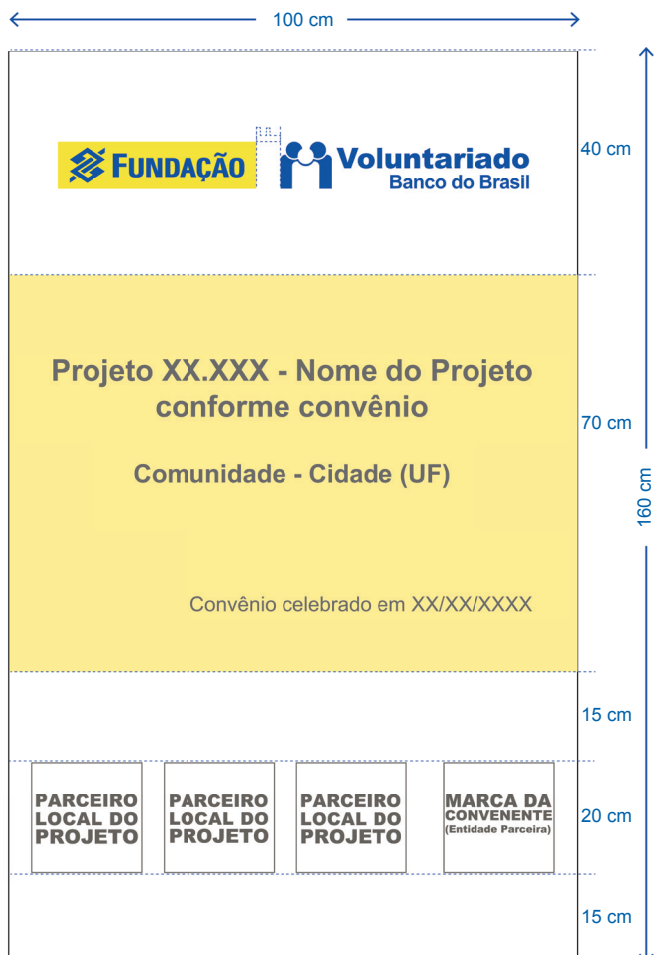 100 cm
FUNDAÇÃO
Voluntariado
Banco do Brasil
40 cm
Projeto XX.XXX - Nome do Projeto
conforme convênio
Comunidade - Cidade (UF)
70 cm
160 cm
Convênio celebrado em XX/XX/XXXX
15 cm
PARCEIRO
LOCAL DO
PROJETO
PARCEIRO
LOCAL DO
PROJETO
PARCEIRO
LOCAL DO
PROJETO
MARCA DA
CONVENENTE
(Entidade Parceira)
20 cm
15 cm